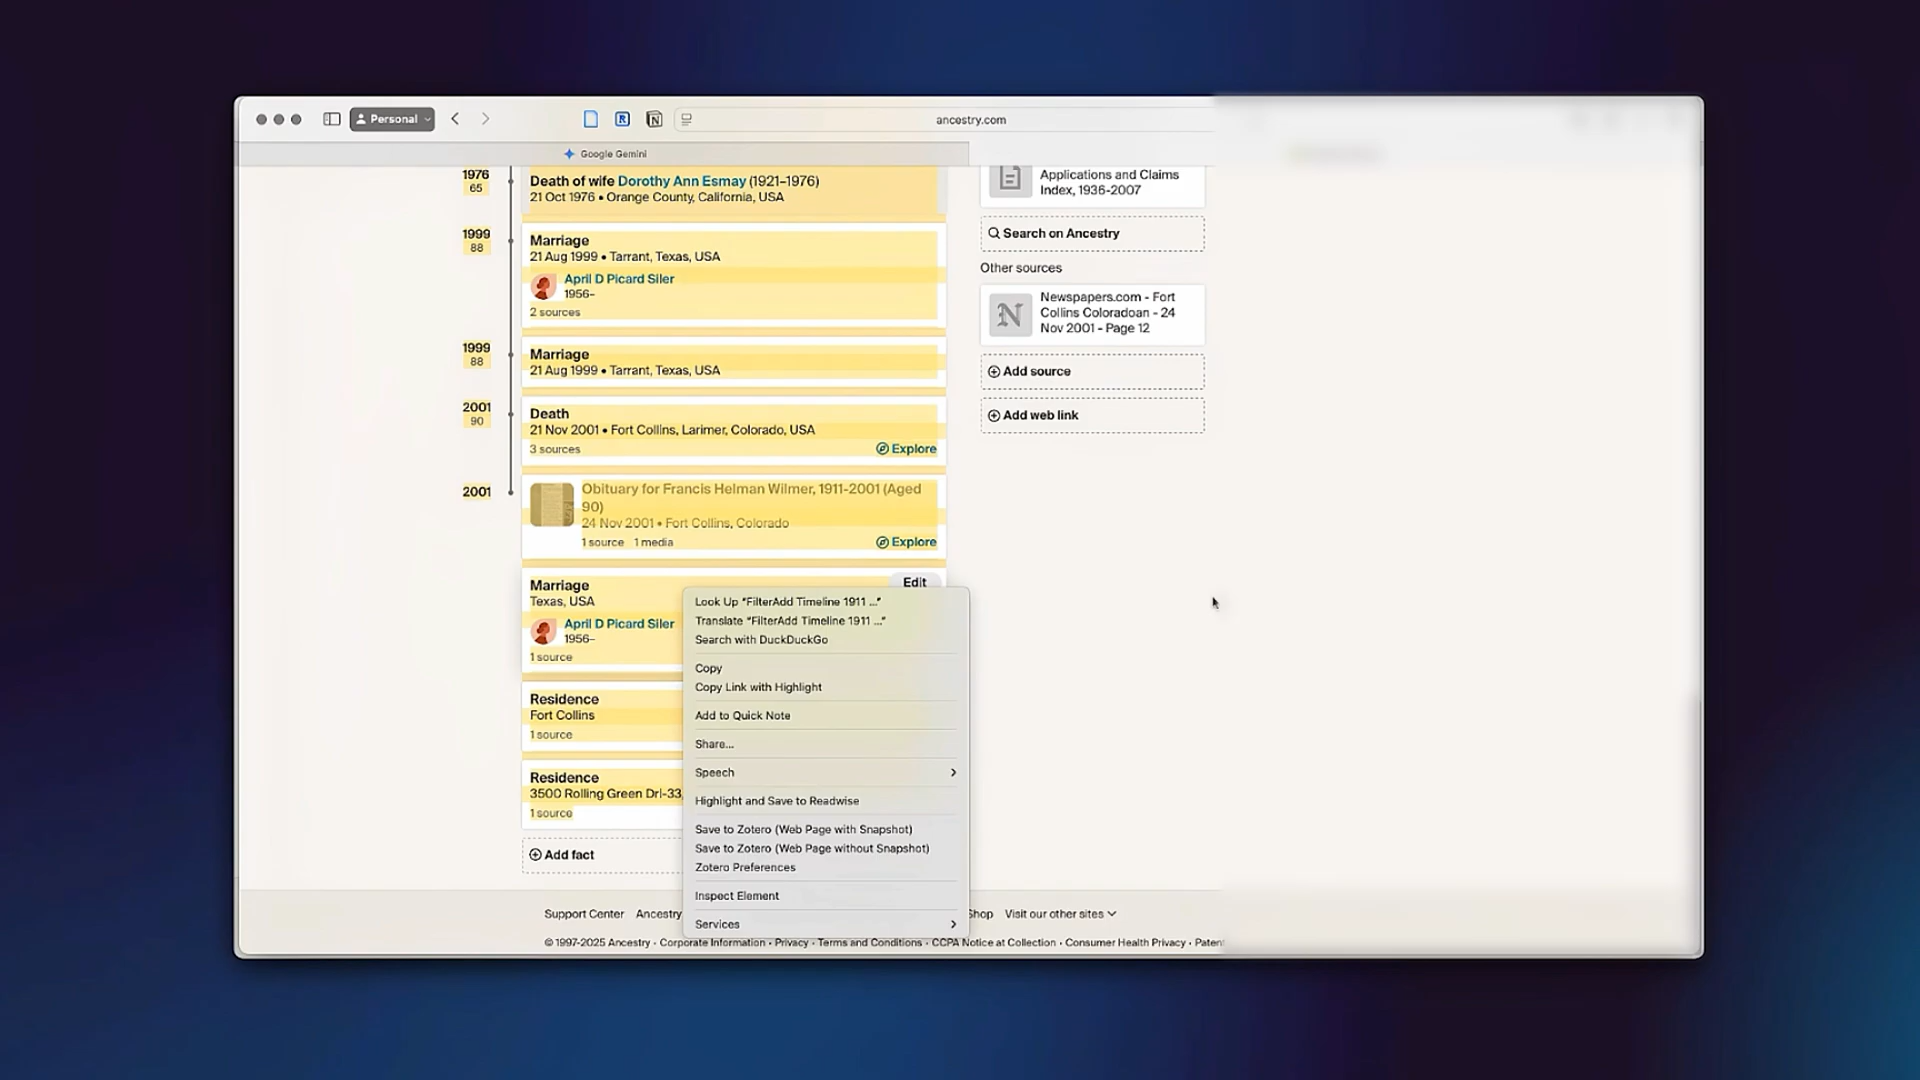 Personal
ancestry.com
Google Gemini
1976
65
Death of wife Dorothy Ann Esmay (1921–1976)
21 Oct 1976 • Orange County, California, USA
1999
88
Marriage
21 Aug 1999 • Tarrant, Texas, USA
April D Picard Siler
1956–
2 sources
1999
88
Marriage
21 Aug 1999 • Tarrant, Texas, USA
2001
90
Death
21 Nov 2001 • Fort Collins, Larimer, Colorado, USA
3 sources
Explore
2001
Obituary for Francis Helman Wilmer, 1911-2001 (Aged
90)
24 Nov 2001 • Fort Collins, Colorado
1 source 1 media
Explore
Marriage
Edit
Texas, USA
April D Picard Siler
1956–
1 source
Residence
Fort Collins
1 source
Residence
3500 Rolling Green Dri-33,
1 source
Add fact
Look Up “FilterAdd Timeline 1911 ...”
Translate “FilterAdd Timeline 1911 ...”
Search with DuckDuckGo
Copy
Copy Link with Highlight
Add to Quick Note
Share...
Speech
Highlight and Save to Readwise
Save to Zotero (Web Page with Snapshot)
Save to Zotero (Web Page without Snapshot)
Zotero Preferences
Inspect Element
Services
Applications and Claims
Index, 1936-2007
Search on Ancestry
Other sources
Newspapers.com - Fort
Collins Coloradoan - 24
Nov 2001 - Page 12
Add source
Add web link
Support Center Ancestry Shop Visit our other sites
© 1997-2025 Ancestry • Corporate Information • Privacy • Terms and Conditions • CCPA Notice at Collection • Consumer Health Privacy • Paten